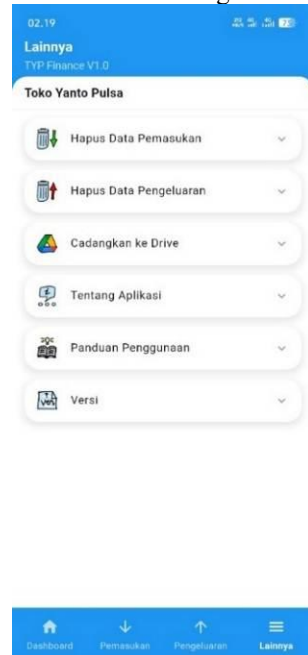 02.19
Lainnya
TYP Finance V1.0
Toko Yanto Pulsa
Hapus Data Pemasukan
Hapus Data Pengeluaran
Cadangkan ke Drive
Tentang Aplikasi
Panduan Penggunaan
Versi
Dashboard Pemasukan Pengeluaran Lainnya